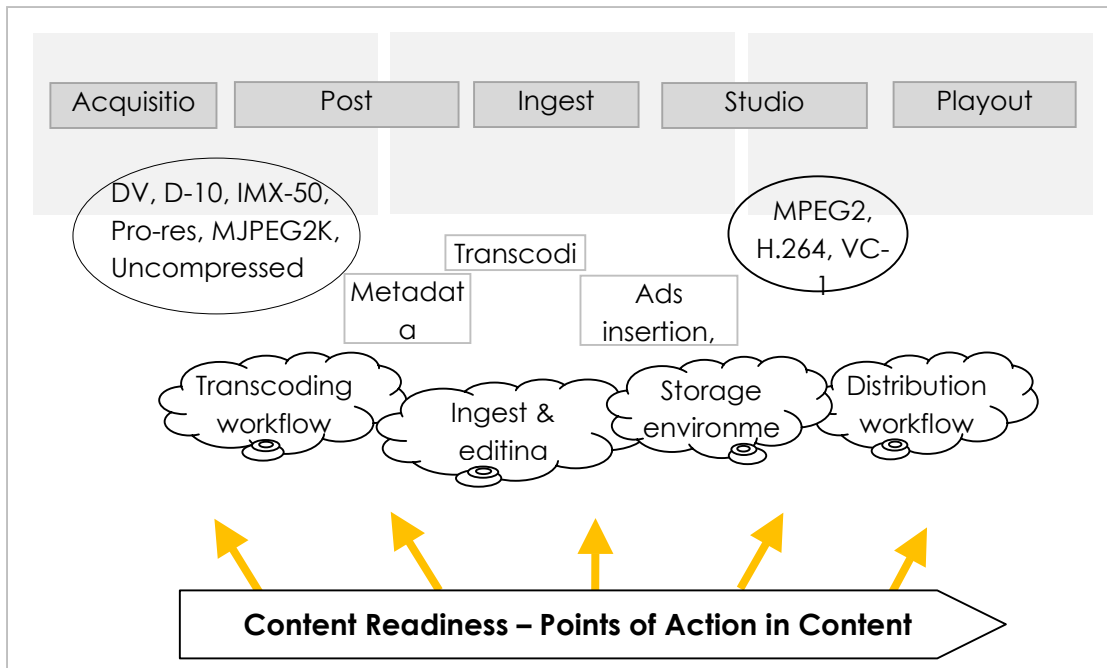 Acquisitio
Post
Ingest
Studio
Playout
DV, D-10, IMX-50,
Pro-res, MJPEG2K,
Uncompressed
MPEG2,
H.264, VC-
1
Transcodi
Metadat
a
Ads
insertion,
Transcoding
workflow
Ingest &
editing
Storage
environme
Distribution
workflow
Content Readiness – Points of Action in Content